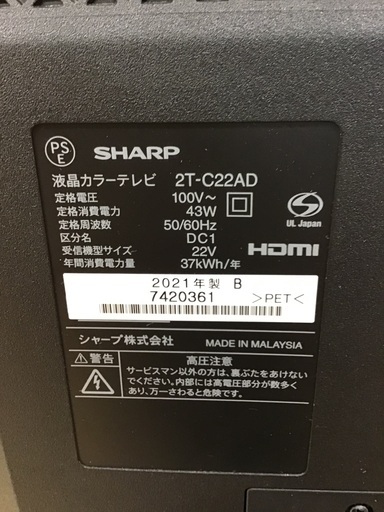 PS
E
SHARP
液晶カラーテレビ 2T-C22AD
定格電圧 100V~
定格消費電力 43W
定格周波数 50/60Hz
区分名 DC1
受信機型サイズ 22V
年間消費電力量 37kWh/年
S
UL Japan
HDMI
2021年製 B
7420361
>PET<
シャープ株式会社 MADE IN MALAYSIA
⚠警告 高圧注意
サービスマン以外の方は、裏ぶたをあけない
でください。内部には高電圧部分が数多く
あり、万一さわると危険です。